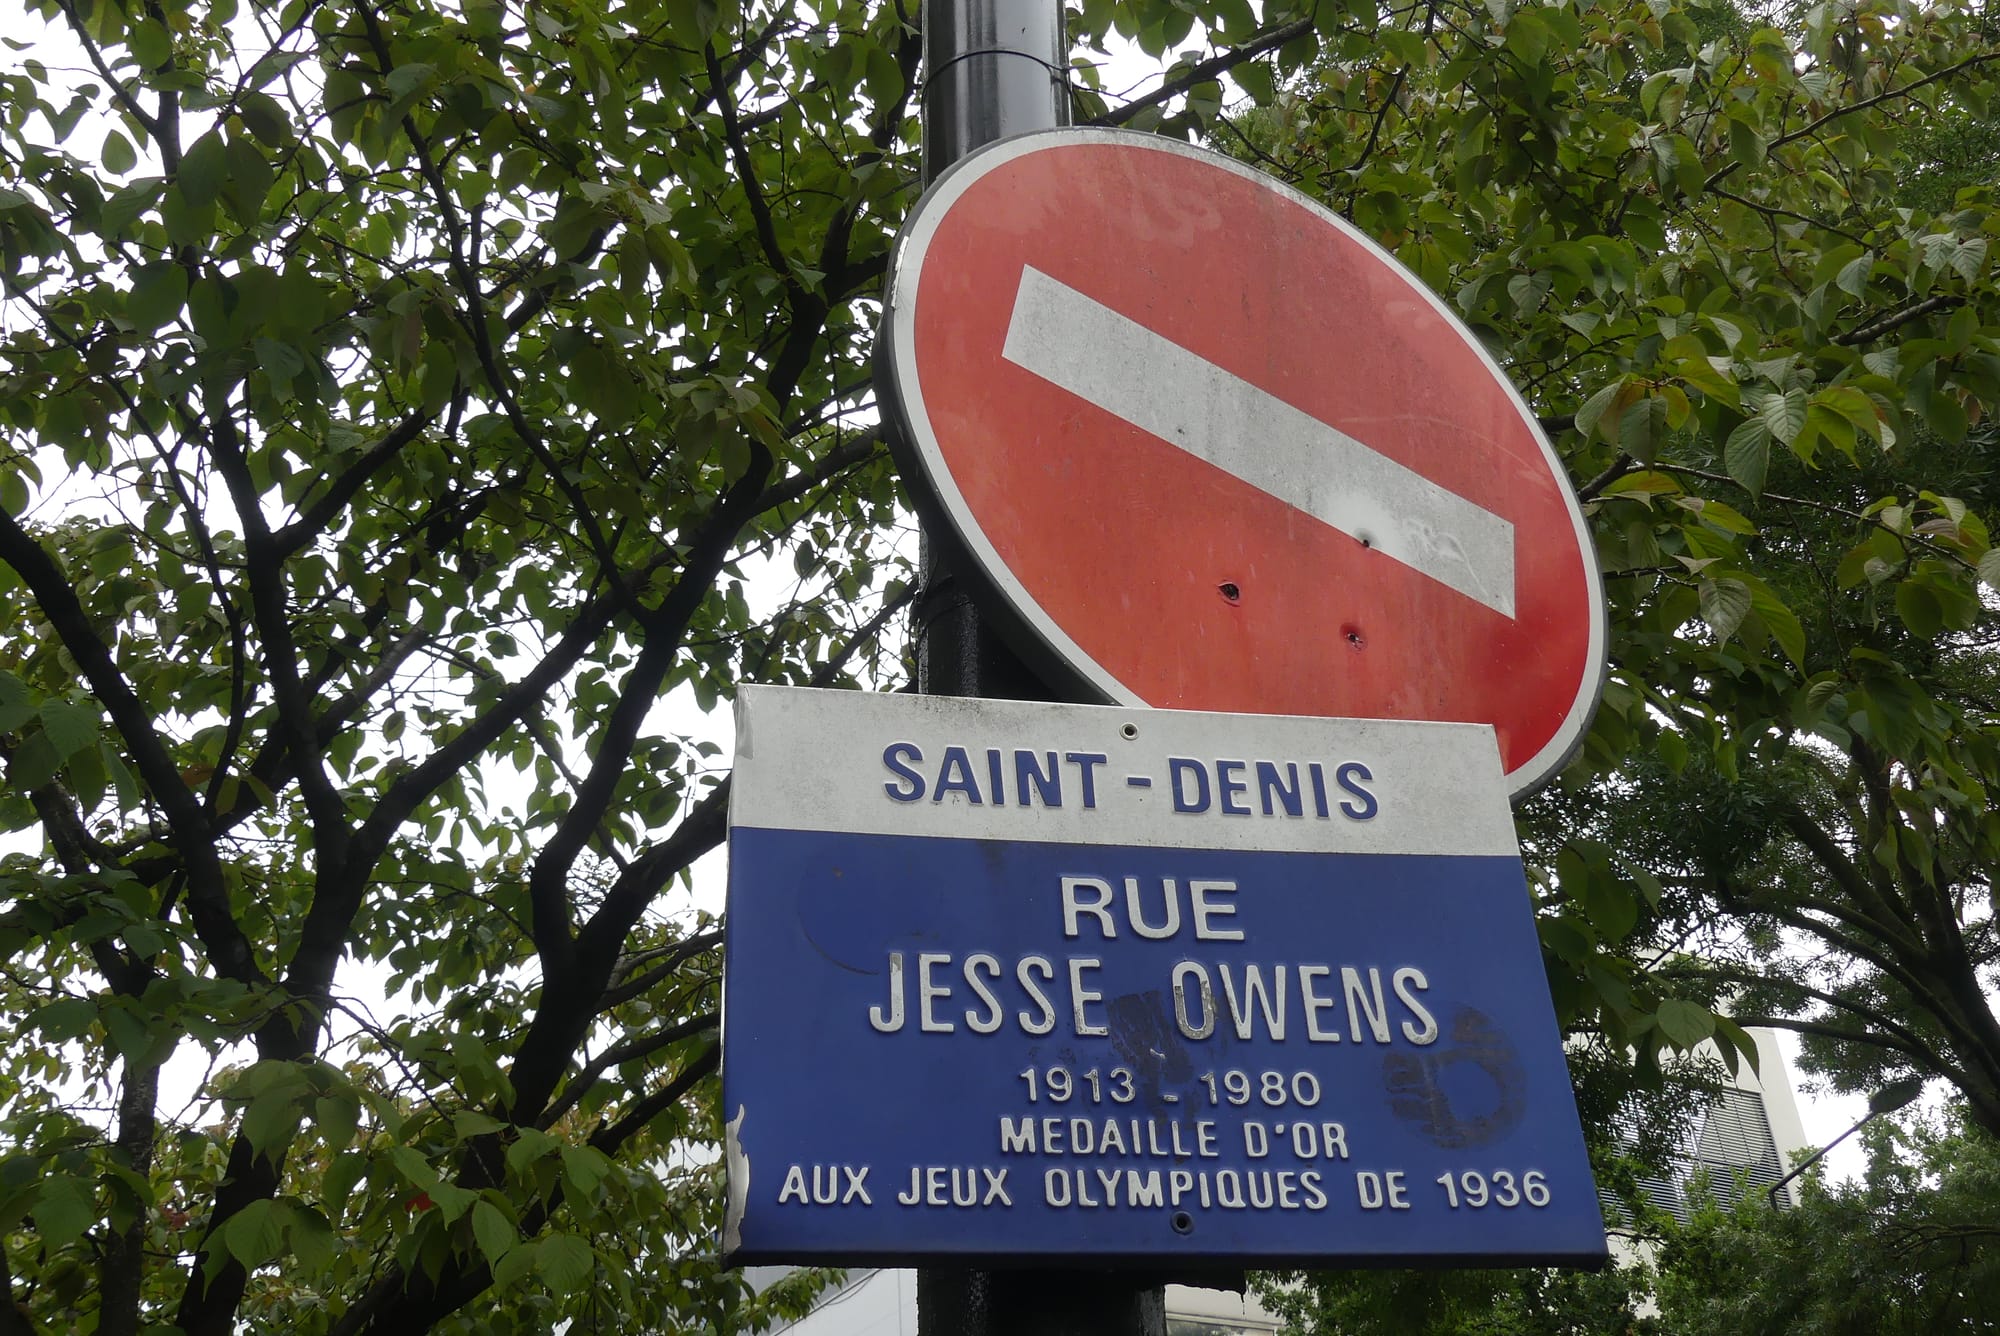 SAINT-DENIS
RUE
JESSE OWENS
1913 - 1980
MEDAILLE D'OR
AUX JEUX OLYMPIQUES DE 1936